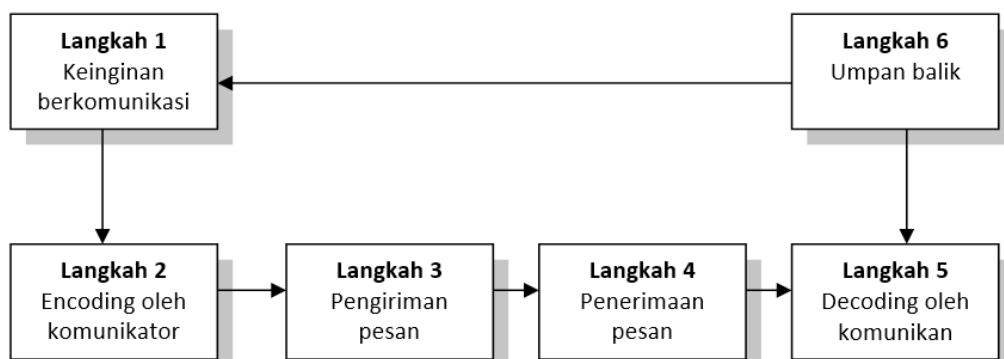 Langkah 1
Keinginan
berkomunikasi
Langkah 6
Umpan balik
Langkah 2
Encoding oleh
komunikator
Langkah 3
Pengiriman
pesan
Langkah 4
Penerimaan
pesan
Langkah 5
Decoding oleh
komunikan